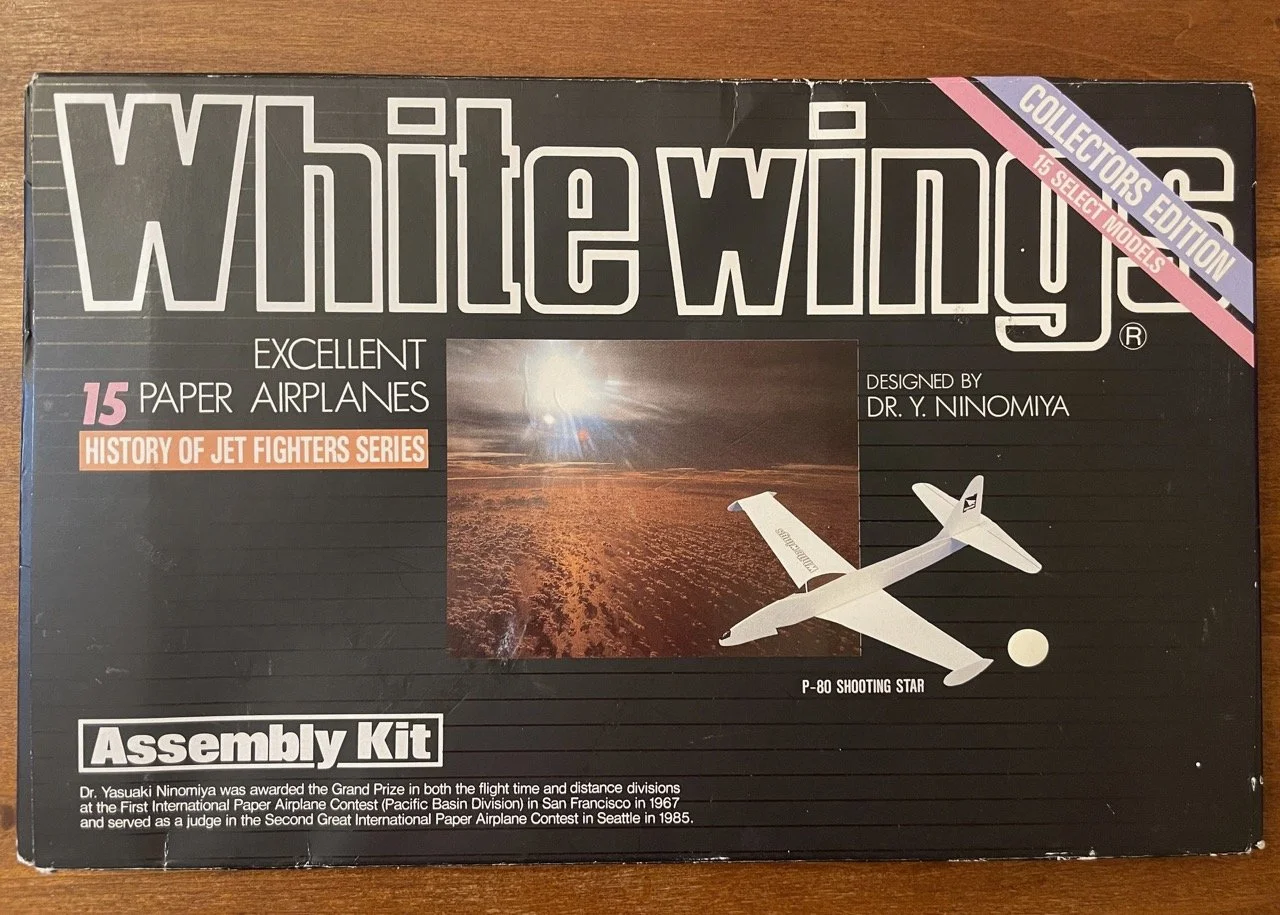 Whitewings
®
COLLECTORS EDITION
15 SELECT MODELS
EXCELLENT
15 PAPER AIRPLANES
HISTORY OF JET FIGHTERS SERIES
DESIGNED BY
DR. Y. NINOMIYA
Whitewings
P-80 SHOOTING STAR
Assembly Kit
Dr. Yasuaki Ninomiya was awarded the Grand Prize in both the flight time and distance divisions
at the First International Paper Airplane Contest (Pacific Basin Division) in San Francisco in 1967
and served as a judge in the Second Great International Paper Airplane Contest in Seattle in 1985.